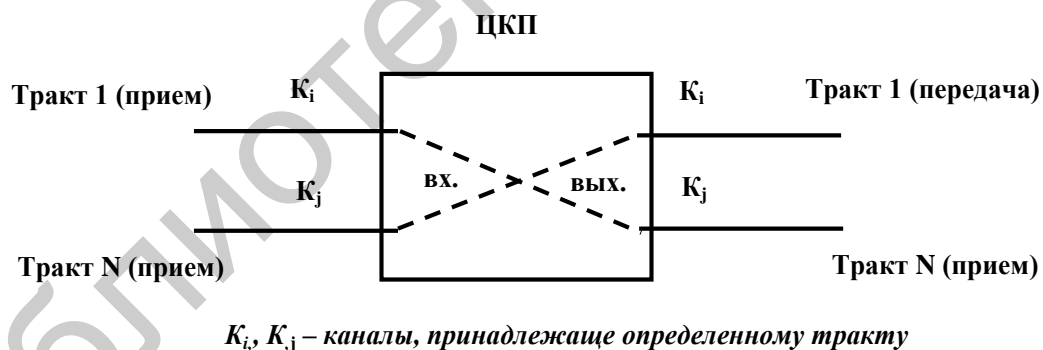 ЦКП
Тракт 1 (прием)
Кi
Кi
Тракт 1 (передача)
вх.
вых.
Кj
Кj
Тракт N (прием)
Тракт N (прием)
Кi, К,j – каналы, принадлежаще определенному тракту